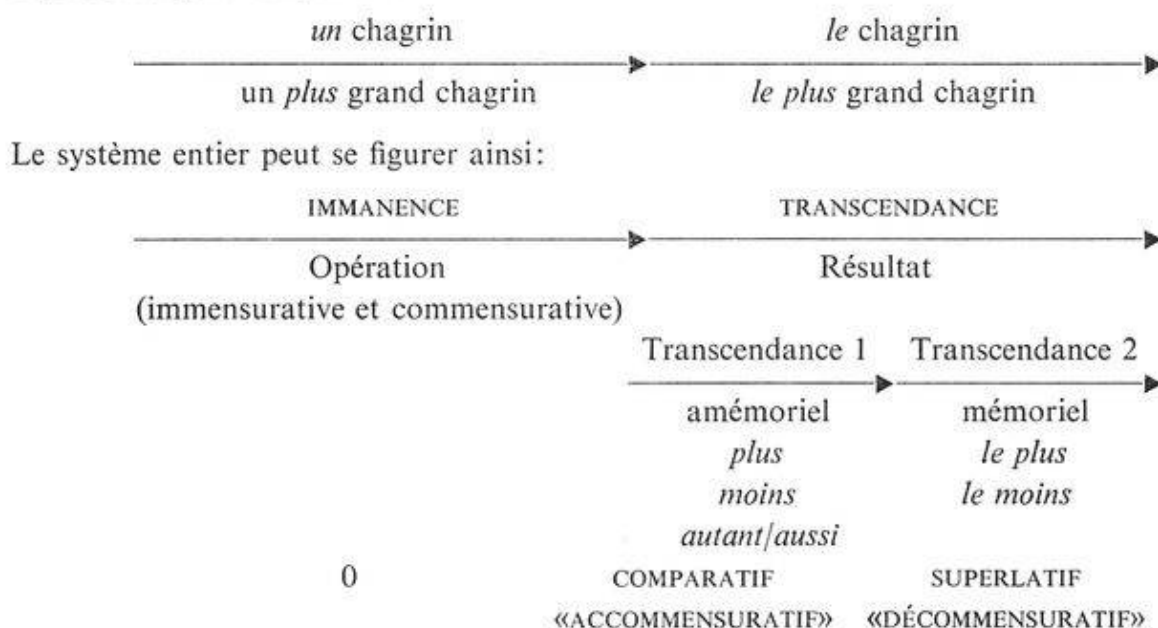 un chagrin le chagrin
un plus grand chagrin le plus grand chagrin
Le système entier peut se figurer ainsi:
IMMANENCE TRANSCENDANCE
Opération Résultat
(immensurative et commensurative)
Transcendance 1 Transcendance 2
amémoriel mémoriel
plus le plus
moins le moins
autant/aussi
0 COMPARATIF SUPERLATIF
«ACCOMMENSURATIF» «DÉCOMMENSURATIF»